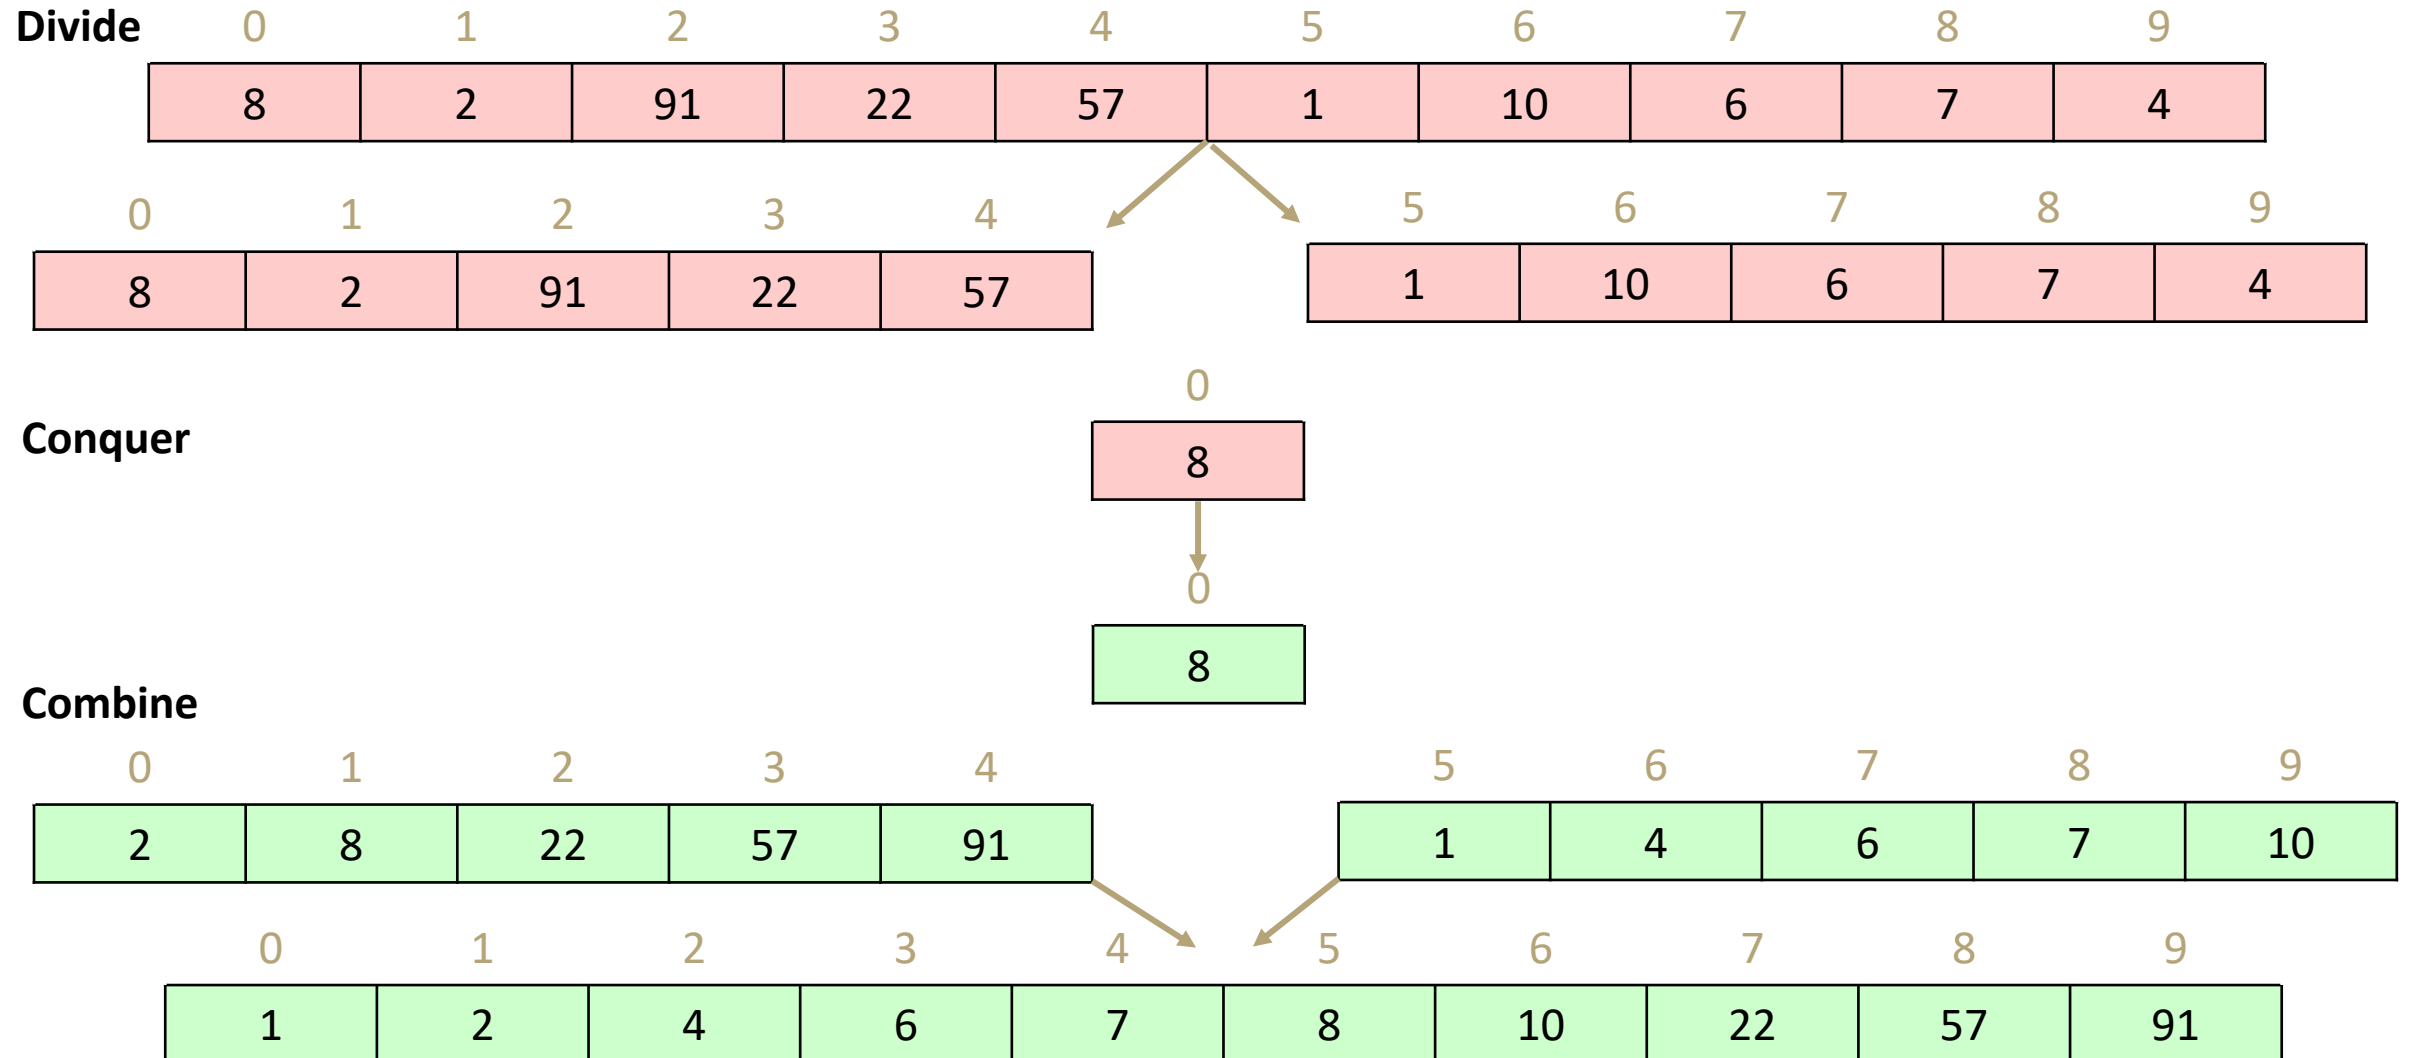 Divide 0 1 2 3 4 5 6 7 8 9
8 2 91 22 57 1 10 6 7 4
0 1 2 3 4 5 6 7 8 9
8 2 91 22 57 1 10 6 7 4
0
Conquer
8
0
8
Combine
0 1 2 3 4 5 6 7 8 9
2 8 22 57 91 1 4 6 7 10
0 1 2 3 4 5 6 7 8 9
1 2 4 6 7 8 10 22 57 91